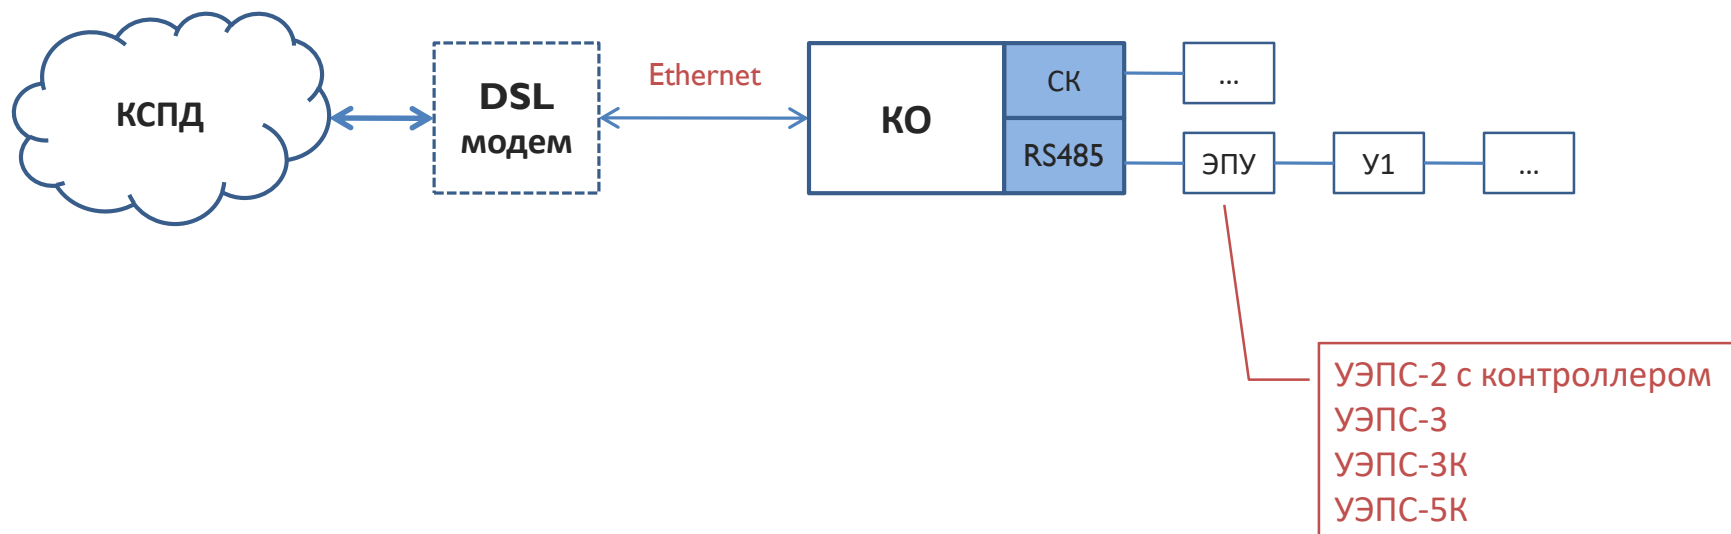 КСПД
DSL
модем
Ethernet
КО
СК
RS485
...
ЭПУ
У1
...
УЭПС-2 с контроллером
УЭПС-3
УЭПС-3К
УЭПС-5К